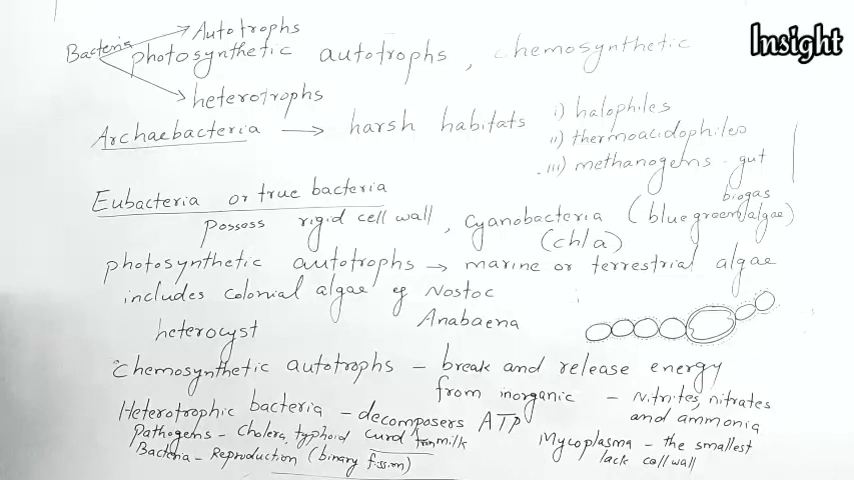 Insight
Autotrophs
Bacteria
photosynthetic autotrophs, chemosynthetic
heterotrophs
Archaebacteria → harsh habitats i) halophiles
ii) thermoacidophiles
iii) methanogens - gut
biogas
Eubacteria or true bacteria
Possess rigid cell wall, cyanobacteria (blue green algae)
(chl a)
photosynthetic autotrophs → marine or terrestrial algae
includes colonial algae eg Nostoc
Anabaena
heterocyst
Chemosynthetic autotrophs - break and release energy
from inorganic - Nitrites, nitrates
and ammonia
Heterotrophic bacteria - decomposers ATP
Pathogens - Cholera, typhoid curd from milk
Bacteria - Reproduction (binary fission)
Mycoplasma - the smallest
lack cell wall